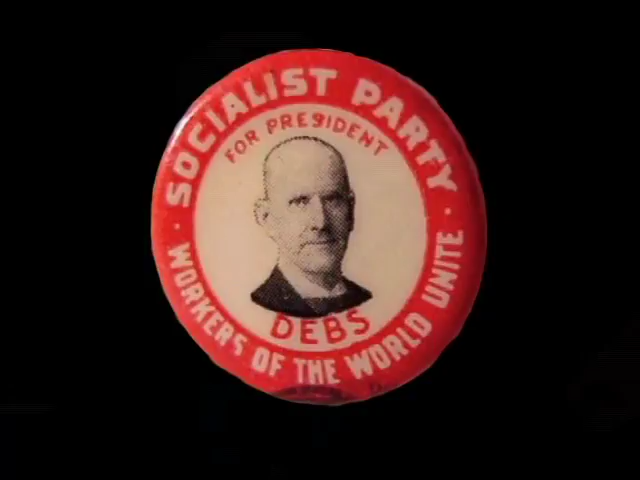 SOCIALIST PARTY
FOR PRESIDENT
DEBS
· WORKERS OF THE WORLD UNITE ·